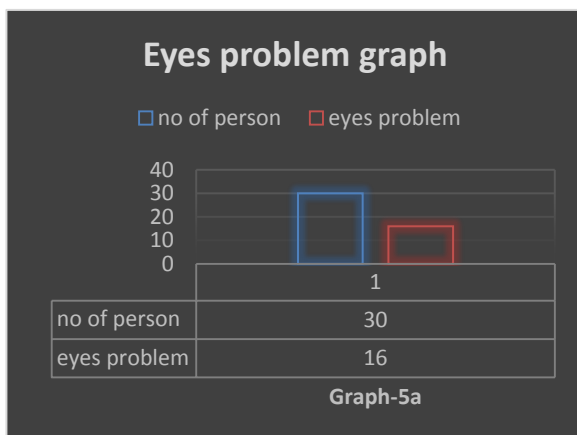 Eyes problem graph
no of person eyes problem
40
30
20
10
0
1
no of person 30
eyes problem 16
Graph-5a